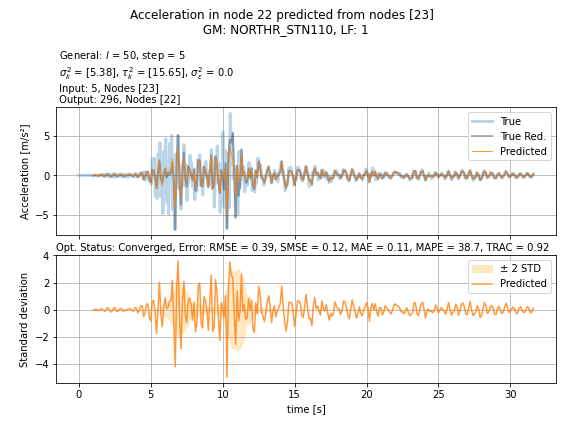 Acceleration in node 22 predicted from nodes [23]
GM: NORTHR_STN110, LF: 1
General: l = 50, step = 5
σ²ₖ = [5.38], τ²ₖ = [15.65], σ²ε = 0.0
Input: 5, Nodes [23]
Output: 296, Nodes [22]
Acceleration [m/s²]
5
0
−5
True
True Red.
Predicted
Opt. Status: Converged, Error: RMSE = 0.39, SMSE = 0.12, MAE = 0.11, MAPE = 38.7, TRAC = 0.92
Standard deviation
4
2
0
−2
−4
± 2 STD
Predicted
0 5 10 15 20 25 30
time [s]